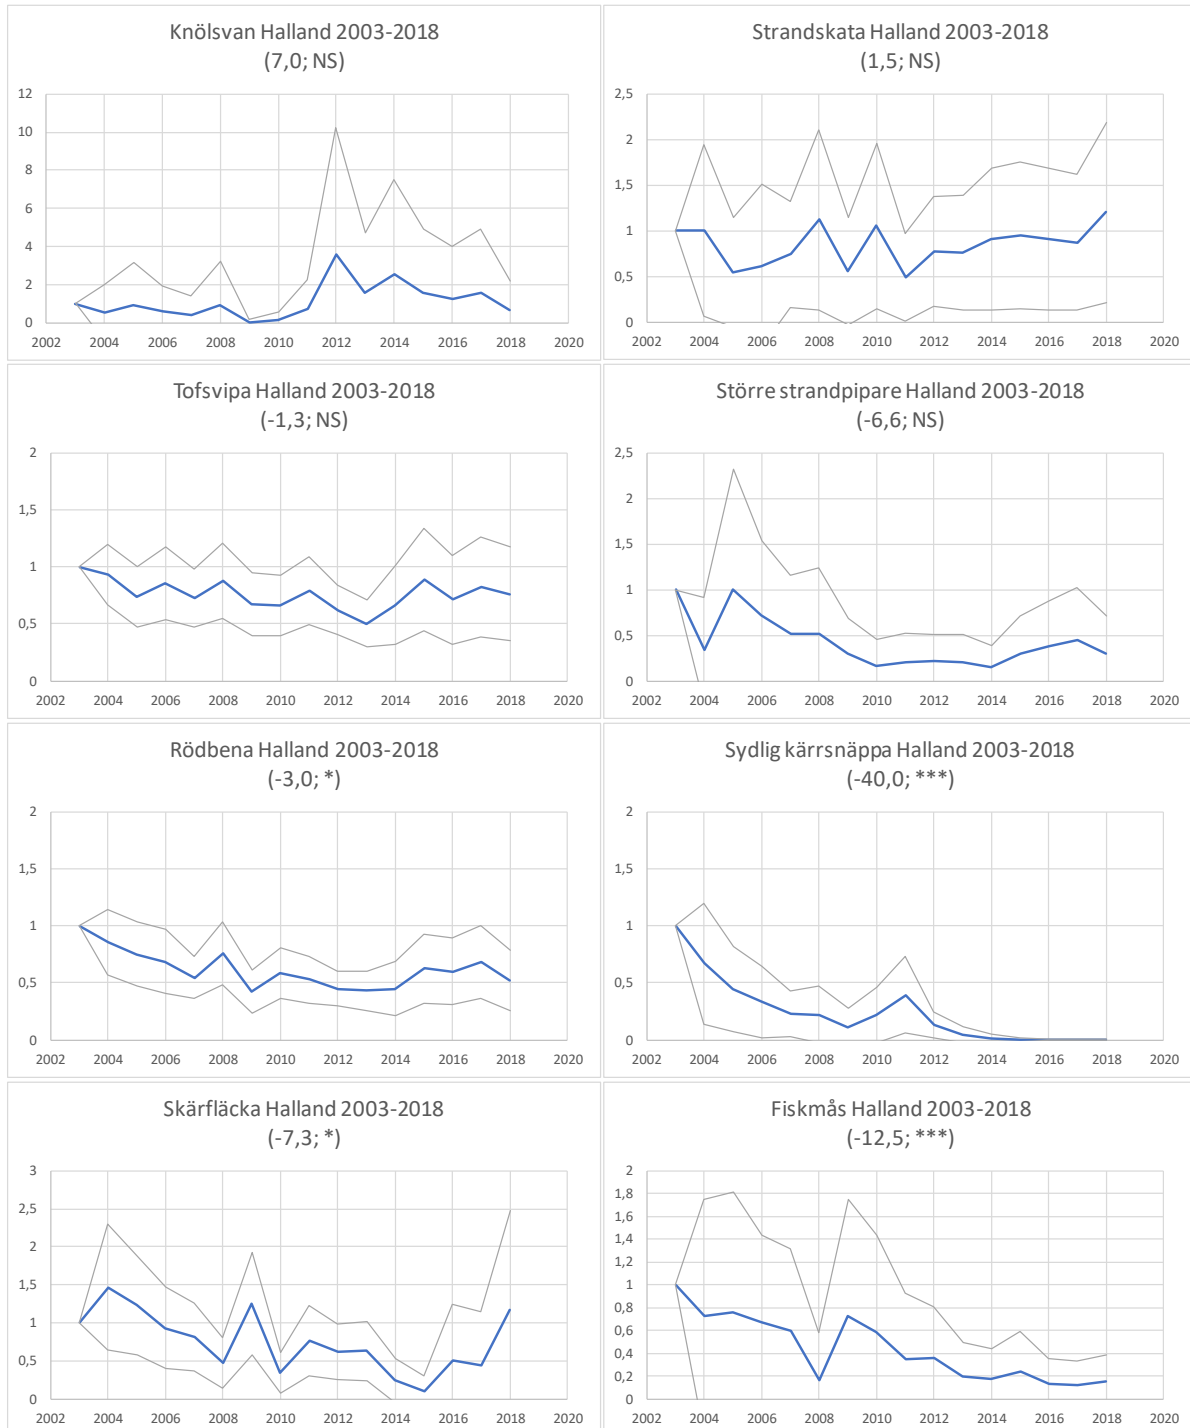 Knölsvan Halland 2003-2018
(7,0; NS)
12
10
8
6
4
2
0
2002 2004 2006 2008 2010 2012 2014 2016 2018 2020
Strandskata Halland 2003-2018
(1,5; NS)
2,5
2
1,5
1
0,5
0
2002 2004 2006 2008 2010 2012 2014 2016 2018 2020
Tofsvipa Halland 2003-2018
(-1,3; NS)
2
1,5
1
0,5
0
2002 2004 2006 2008 2010 2012 2014 2016 2018 2020
Större strandpipare Halland 2003-2018
(-6,6; NS)
2,5
2
1,5
1
0,5
0
2002 2004 2006 2008 2010 2012 2014 2016 2018 2020
Rödbena Halland 2003-2018
(-3,0; *)
2
1,5
1
0,5
0
2002 2004 2006 2008 2010 2012 2014 2016 2018 2020
Sydlig kärrsnäppa Halland 2003-2018
(-40,0; ***)
2
1,5
1
0,5
0
2002 2004 2006 2008 2010 2012 2014 2016 2018 2020
Skärfläcka Halland 2003-2018
(-7,3; *)
3
2,5
2
1,5
1
0,5
0
2002 2004 2006 2008 2010 2012 2014 2016 2018 2020
Fiskmås Halland 2003-2018
(-12,5; ***)
2
1,8
1,6
1,4
1,2
1
0,8
0,6
0,4
0,2
0
2002 2004 2006 2008 2010 2012 2014 2016 2018 2020